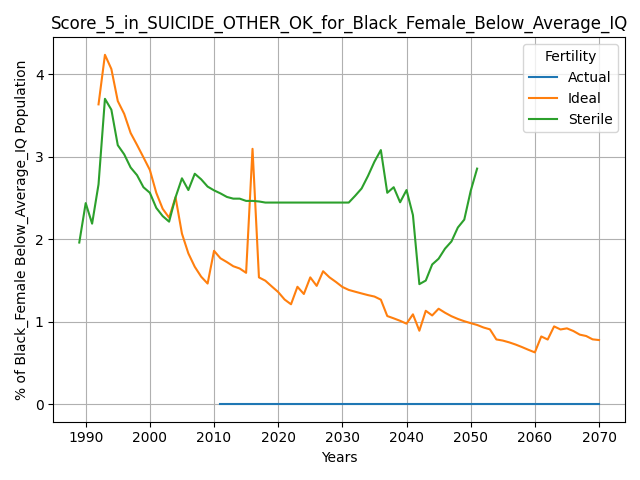 Score_5_in_SUICIDE_OTHER_OK_for_Black_Female_Below_Average_IQ
% of Black_Female Below_Average_IQ Population
4
3
2
1
0
Fertility
Actual
Ideal
Sterile
1990 2000 2010 2020 2030 2040 2050 2060 2070
Years